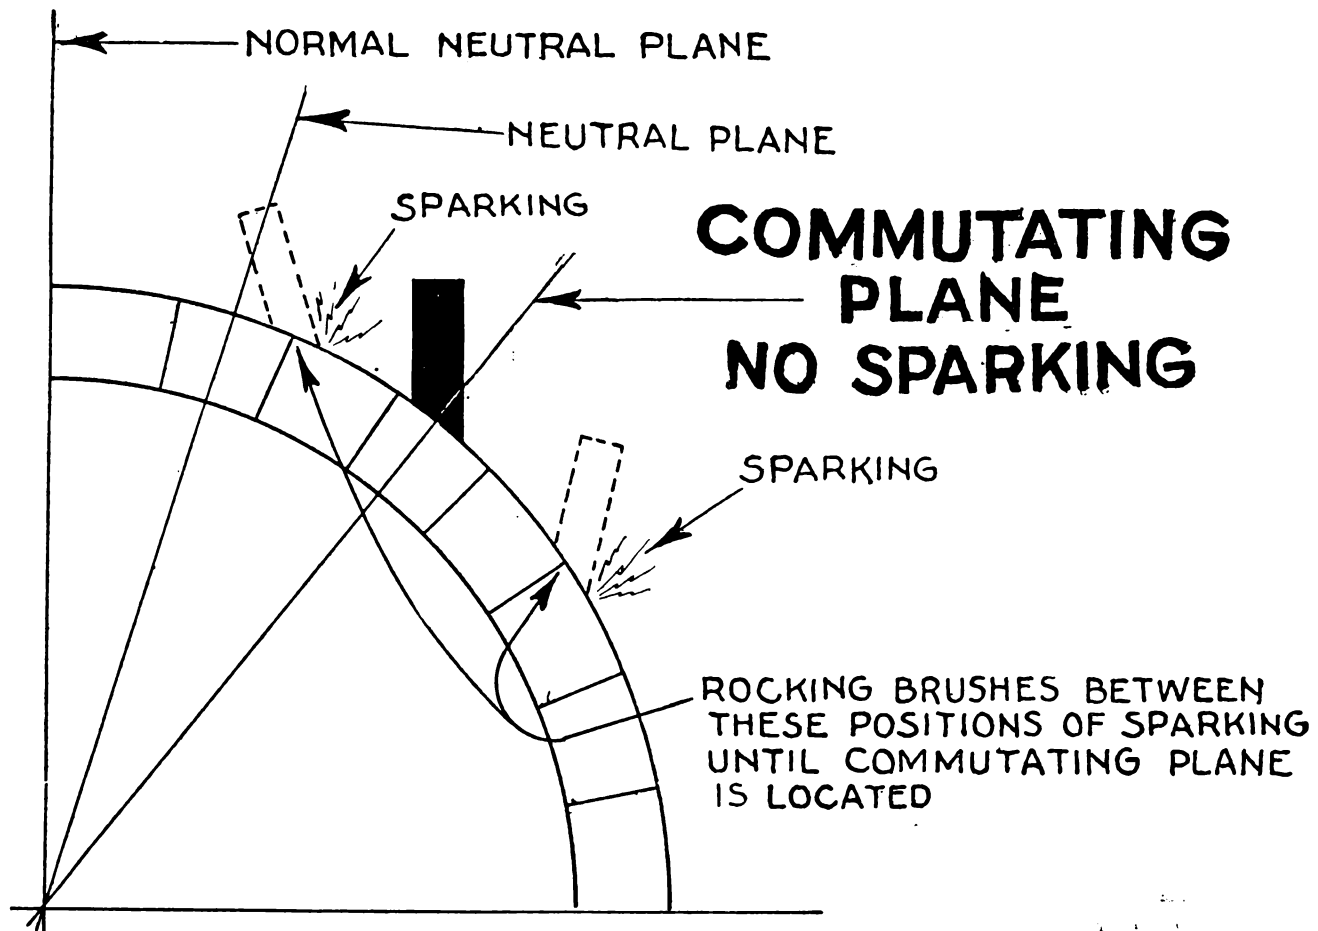 NORMAL NEUTRAL PLANE
NEUTRAL PLANE
SPARKING
COMMUTATING
PLANE
NO SPARKING
SPARKING
ROCKING BRUSHES BETWEEN
THESE POSITIONS OF SPARKING
UNTIL COMMUTATING PLANE
IS LOCATED